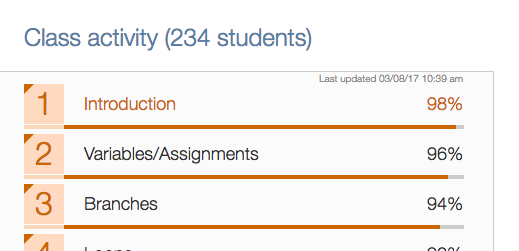 Class activity (234 students)
Last updated 03/08/17 10:39 am
1 Introduction 98%
2 Variables/Assignments 96%
3 Branches 94%
4